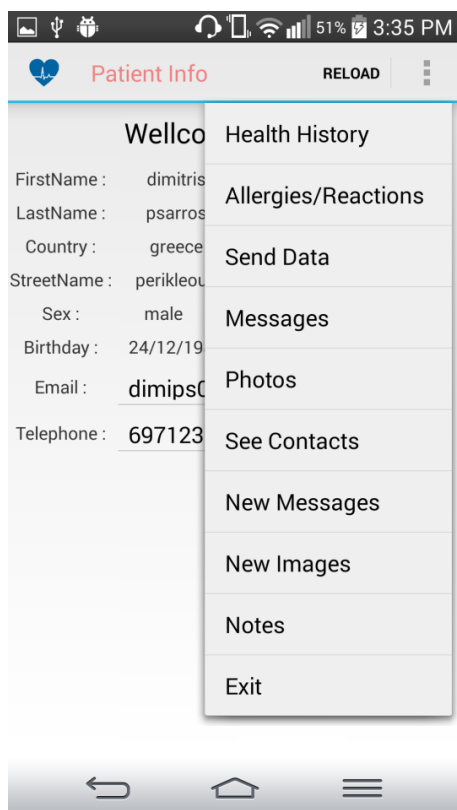 51% 3:35 PM
Patient Info RELOAD
Wellco
Health History
FirstName : dimitris
Allergies/Reactions
LastName : psarros
Country : greece
Send Data
StreetName : perikleou
Sex : male
Messages
Birthday : 24/12/19
Photos
Email : dimips0
Telephone : 697123
See Contacts
New Messages
New Images
Notes
Exit